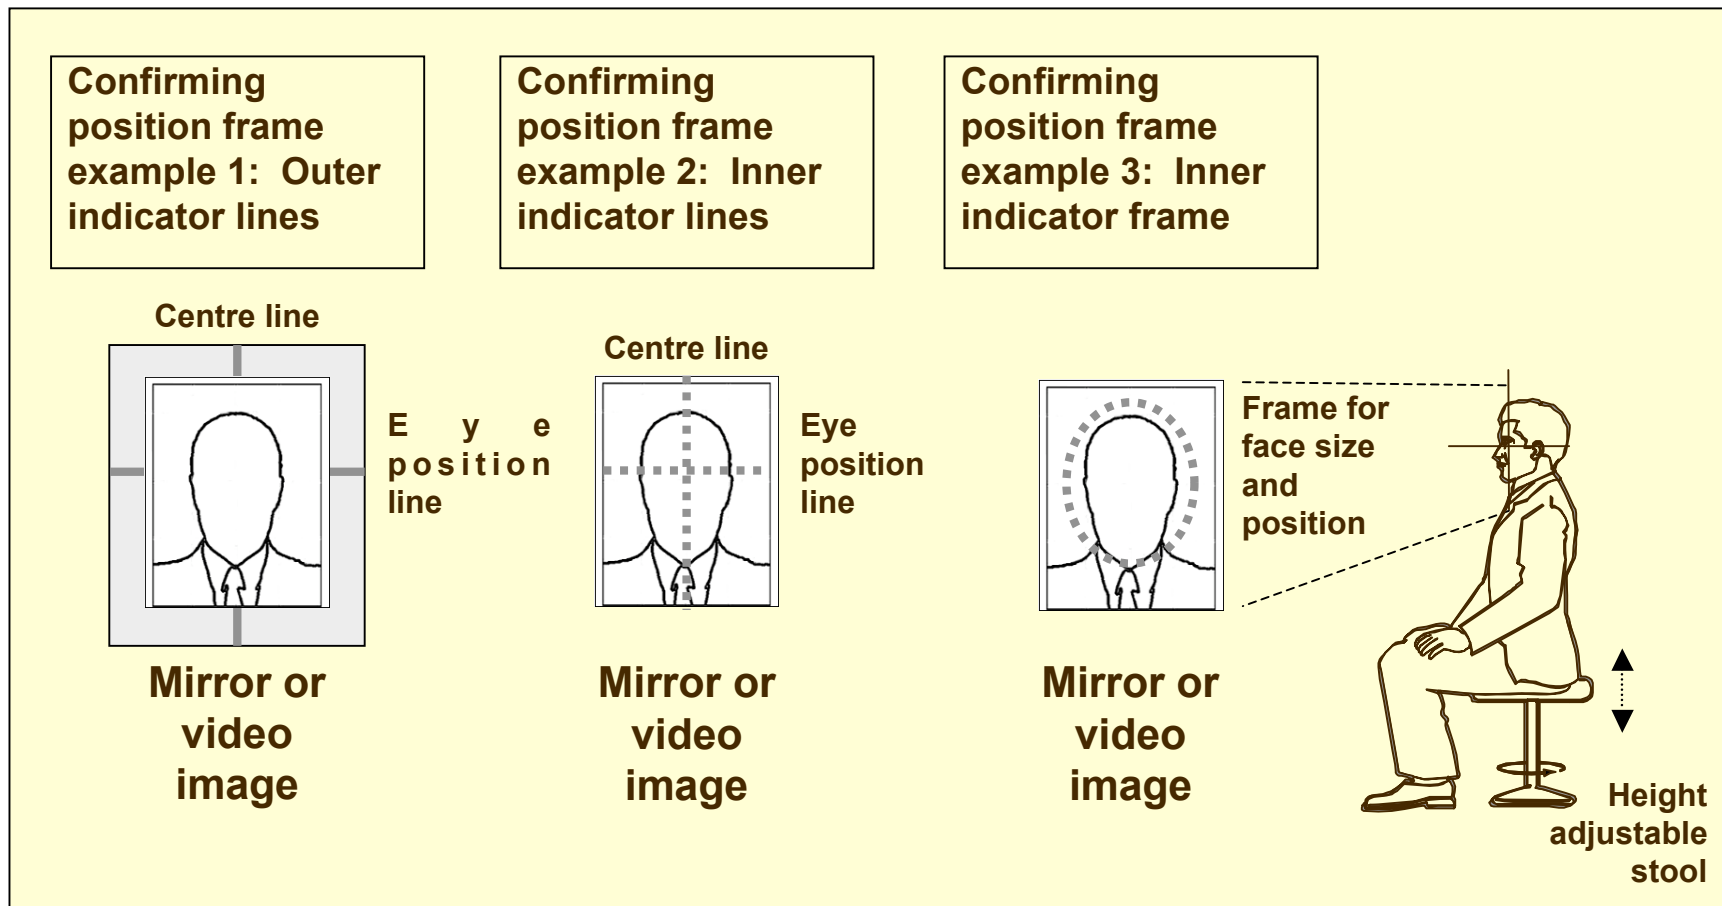 Confirming
position frame
example 1: Outer
indicator lines
Confirming
position frame
example 2: Inner
indicator lines
Confirming
position frame
example 3: Inner
indicator frame
Centre line
Eye
position
line
Mirror or
video
image
Centre line
Eye
position
line
Mirror or
video
image
Frame for
face size
and
position
Mirror or
video
image
Height
adjustable
stool